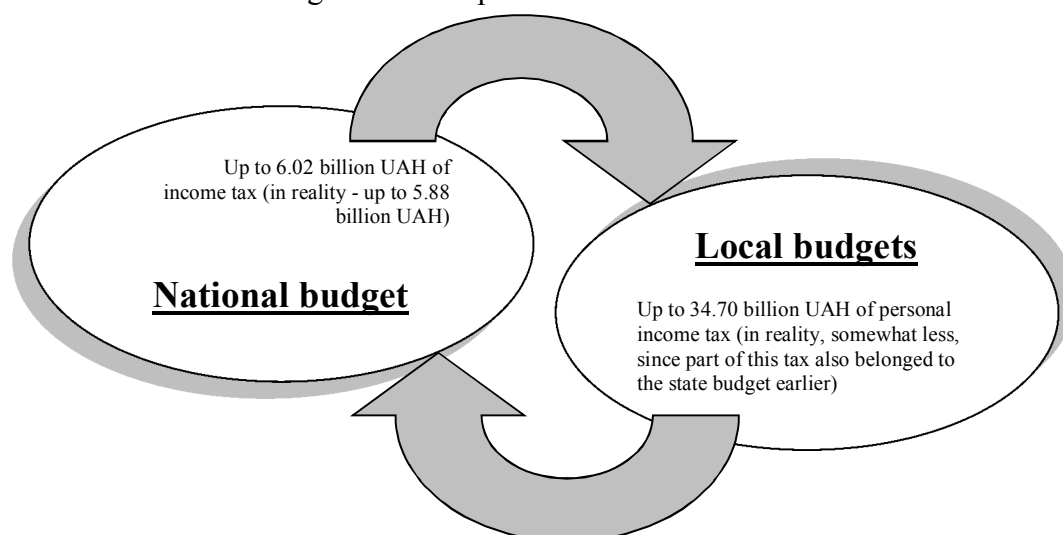 Up to 6.02 billion UAH of
income tax (in reality - up to 5.88
billion UAH)
National budget
Local budgets
Up to 34.70 billion UAH of personal
income tax (in reality, somewhat less,
since part of this tax also belonged to
the state budget earlier)